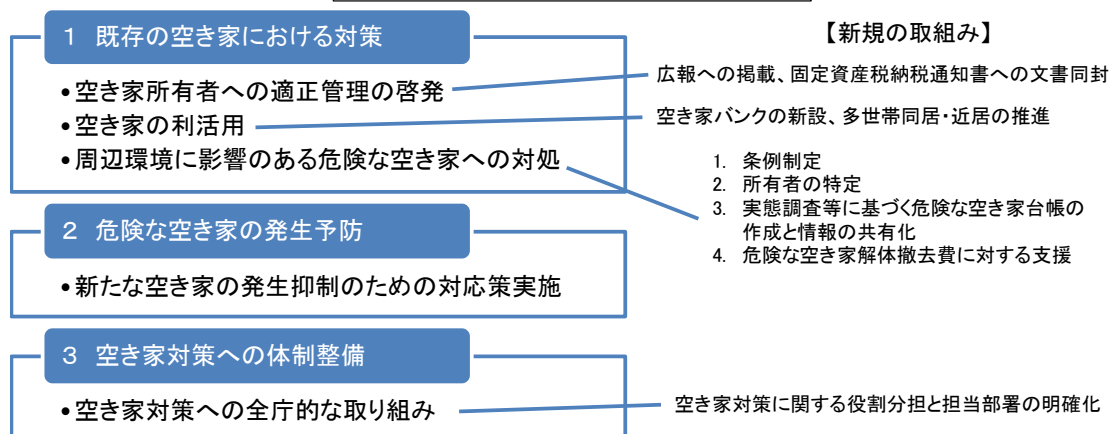 1 既存の空き家における対策
•空き家所有者への適正管理の啓発
•空き家の利活用
•周辺環境に影響のある危険な空き家への対処
【新規の取組み】
広報への掲載、固定資産税納税通知書への文書同封
空き家バンクの新設、多世帯同居・近居の推進
1. 条例制定
2. 所有者の特定
3. 実態調査等に基づく危険な空き家台帳の
作成と情報の共有化
4. 危険な空き家解体撤去費に対する支援
2 危険な空き家の発生予防
•新たな空き家の発生抑制のための対応策実施
3 空き家対策への体制整備
•空き家対策への全庁的な取り組み
空き家対策に関する役割分担と担当部署の明確化